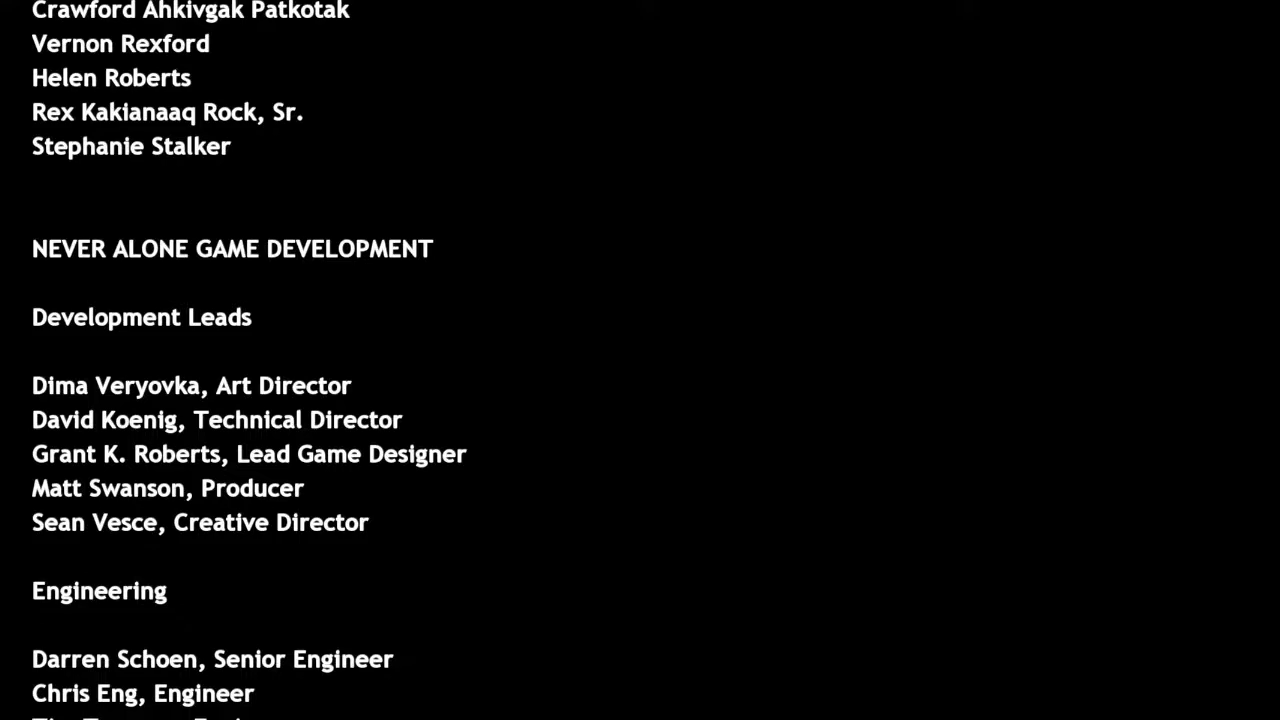 Crawford Ahkivgak Patkotak
Vernon Rexford
Helen Roberts
Rex Kakianaaq Rock, Sr.
Stephanie Stalker
NEVER ALONE GAME DEVELOPMENT
Development Leads
Dima Veryovka, Art Director
David Koenig, Technical Director
Grant K. Roberts, Lead Game Designer
Matt Swanson, Producer
Sean Vesce, Creative Director
Engineering
Darren Schoen, Senior Engineer
Chris Eng, Engineer